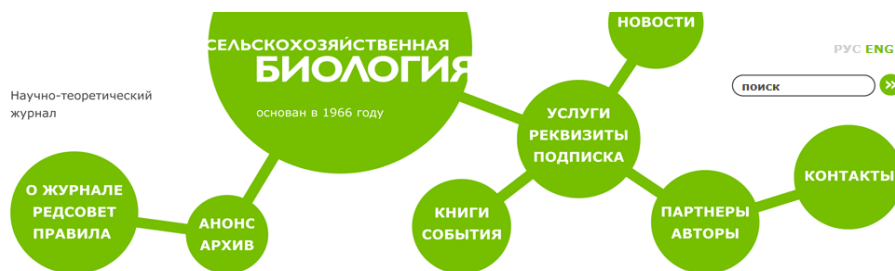 НОВОСТИ
СЕЛЬСКОХОЗЯЙСТВЕННАЯ
БИОЛОГИЯ
РУС ENG
поиск
Научно-теоретический
журнал
основан в 1966 году
УСЛУГИ
РЕКВИЗИТЫ
ПОДПИСКА
КОНТАКТЫ
О ЖУРНАЛЕ
РЕДСОВЕТ
ПРАВИЛА
АНОНС
АРХИВ
КНИГИ
СОБЫТИЯ
ПАРТНЕРЫ
АВТОРЫ